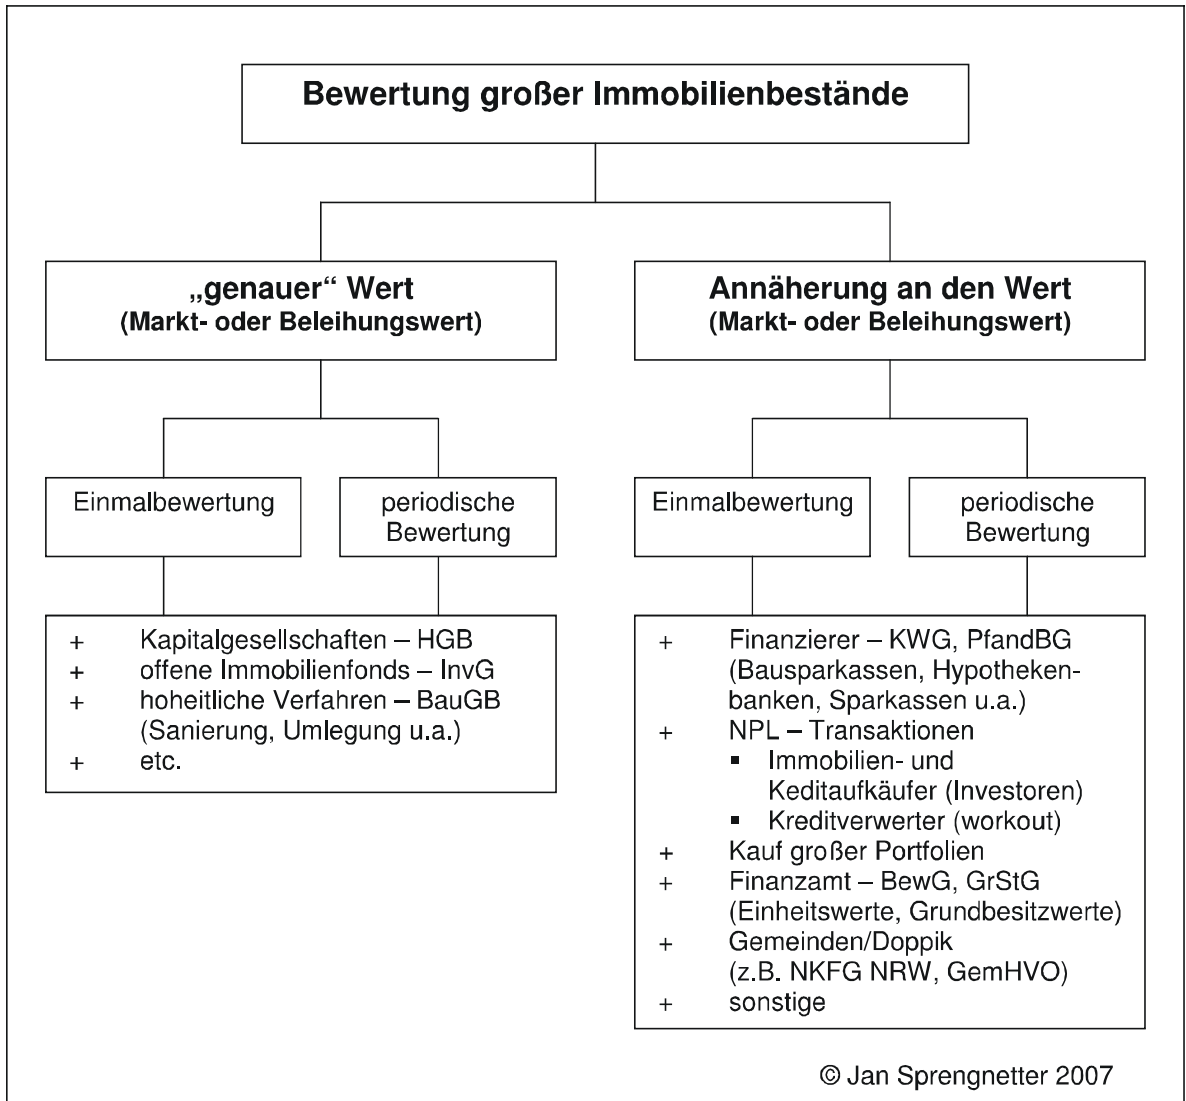 Bewertung großer Immobilienbestände
„genauer“ Wert
(Markt- oder Beleihungswert)
Annäherung an den Wert
(Markt- oder Beleihungswert)
Einmalbewertung
periodische
Bewertung
Einmalbewertung
periodische
Bewertung
+ Kapitalgesellschaften – HGB
+ offene Immobilienfonds – InvG
+ hoheitliche Verfahren – BauGB
(Sanierung, Umlegung u.a.)
+ etc.
+ Finanzierer – KWG, PfandBG
(Bausparkassen, Hypotheken-
banken, Sparkassen u.a.)
+ NPL – Transaktionen
▪ Immobilien- und
Keditaufkäufer (Investoren)
▪ Kreditverwerter (workout)
+ Kauf großer Portfolien
+ Finanzamt – BewG, GrStG
(Einheitswerte, Grundbesitzwerte)
+ Gemeinden/Doppik
(z.B. NKFG NRW, GemHVO)
+ sonstige
© Jan Sprengnetter 2007